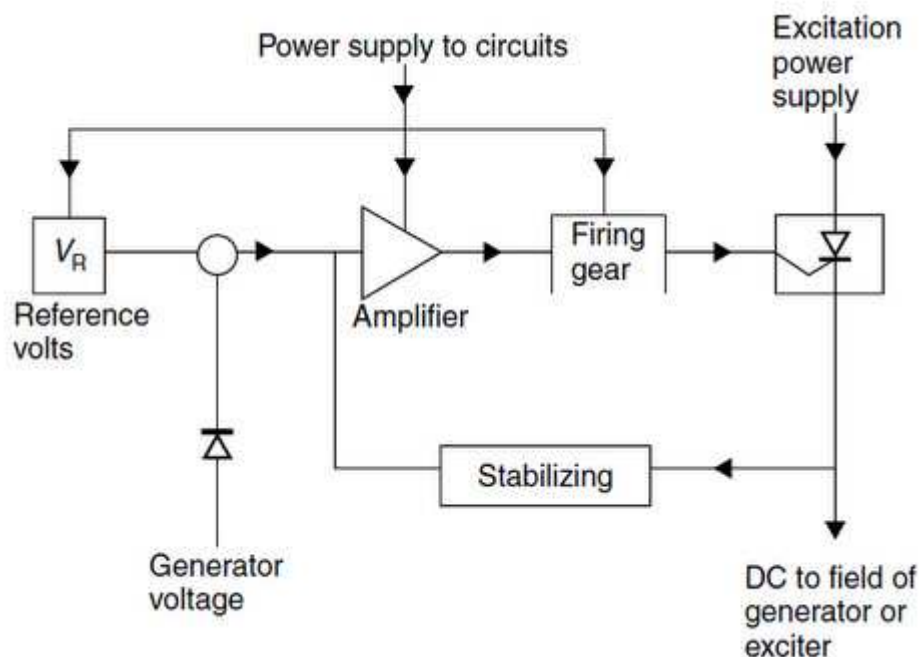 Power supply to circuits
Excitation
power
supply
V_R
Reference
volts
Amplifier
Firing
gear
Stabilizing
Generator
voltage
DC to field of
generator or
exciter